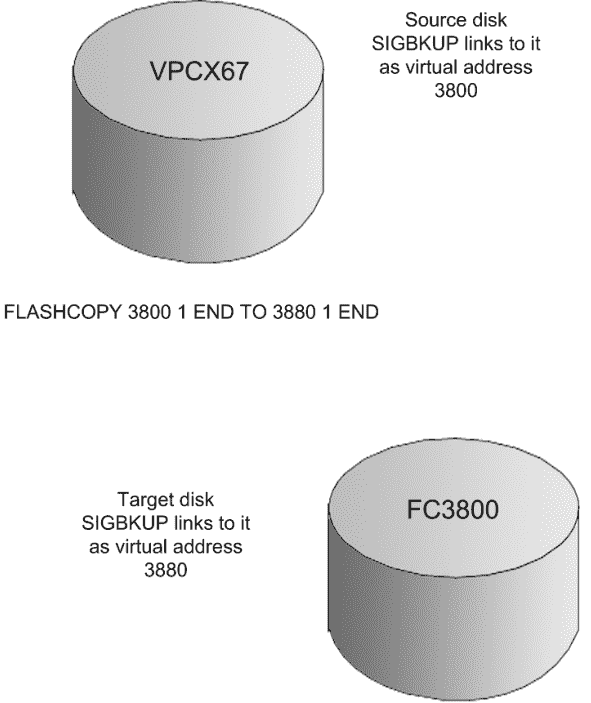 VPCX67
Source disk
SIGBKUP links to it
as virtual address
3800
FLASHCOPY 3800 1 END TO 3880 1 END
Target disk
SIGBKUP links to it
as virtual address
3880
FC3800